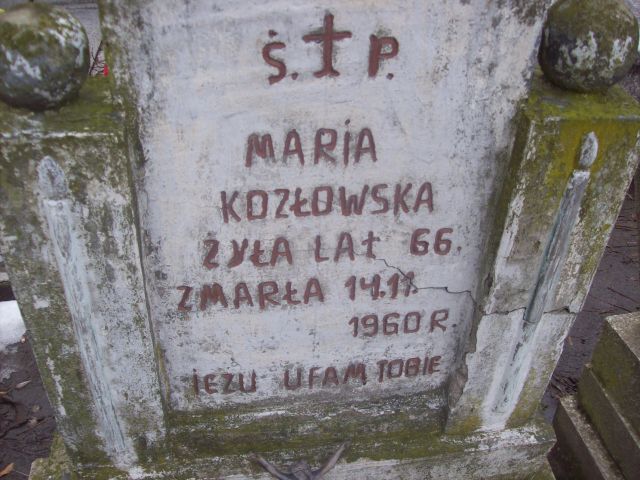 Ś. P.
MARIA
KOZŁOWSKA
ŻYŁA LAT 66.
ZMARŁA 14.11.
1960 R.
JEZU UFAM TOBIE